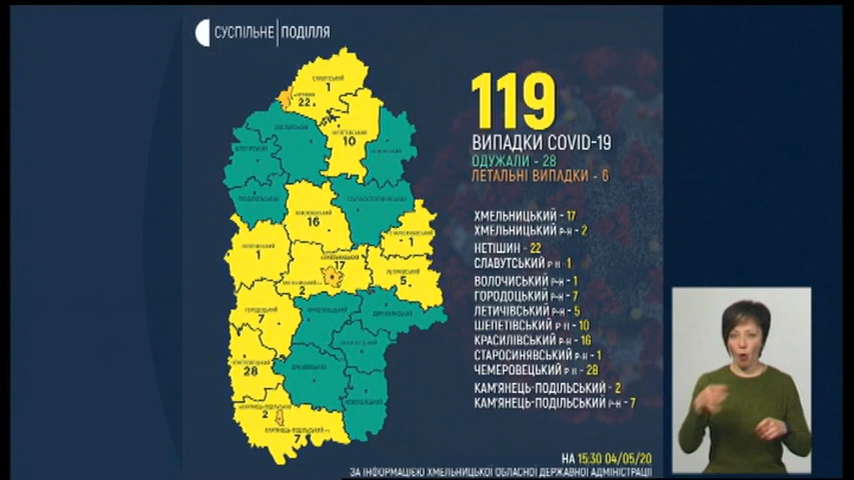 СУСПІЛЬНЕ ПОДІЛЛЯ
119
ВИПАДКИ COVID-19
ОДУЖАЛИ - 28
ЛЕТАЛЬНІ ВИПАДКИ - 6
ХМЕЛЬНИЦЬКИЙ - 17
ХМЕЛЬНИЦЬКИЙ Р-Н - 2
НЕТІШИН - 22
СЛАВУТСЬКИЙ Р-Н - 1
ВОЛОЧИСЬКИЙ Р-Н - 1
ГОРОДОЦЬКИЙ Р-Н - 7
ЛЕТИЧІВСЬКИЙ Р-Н - 5
ШЕПЕТІВСЬКИЙ Р-Н - 10
КРАСИЛІВСЬКИЙ Р-Н - 16
СТАРОСИНЯВСЬКИЙ Р-Н - 1
ЧЕМЕРОВЕЦЬКИЙ Р-Н - 28
КАМ'ЯНЕЦЬ-ПОДІЛЬСЬКИЙ - 2
КАМ'ЯНЕЦЬ-ПОДІЛЬСЬКИЙ Р-Н - 7
НА 15:30 04/05/20
ЗА ІНФОРМАЦІЄЮ ХМЕЛЬНИЦЬКОЇ ОБЛАСНОЇ ДЕРЖАВНОЇ АДМІНІСТРАЦІЇ
1
22
10
16
1
1
17
2
5
7
28
2
7